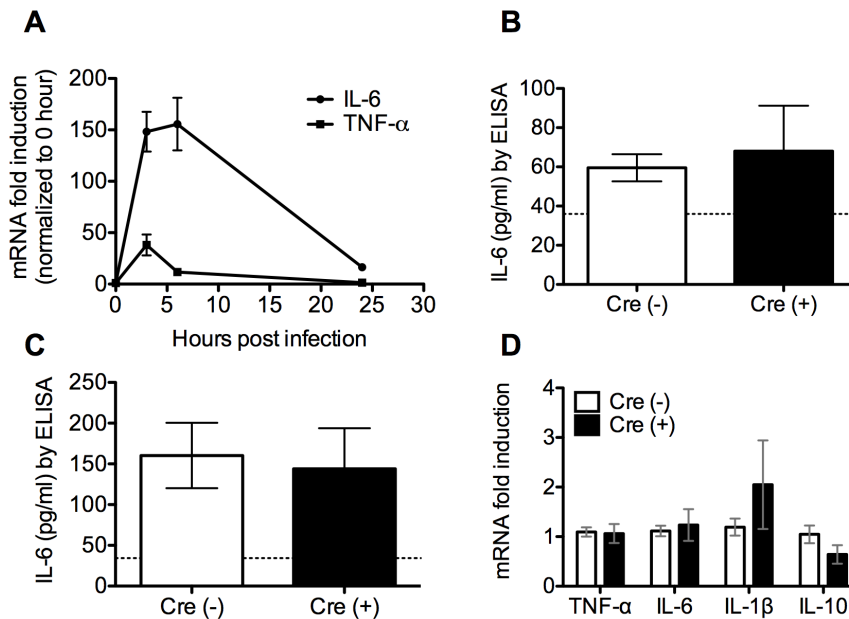 A
mRNA fold induction
(normalized to 0 hour)
200
150
100
50
0
0 5 10 15 20 25 30
Hours post infection
IL-6
TNF-α
B
IL-6 (pg/ml) by ELISA
100
80
60
40
20
0
Cre (-) Cre (+)
C
IL-6 (pg/ml) by ELISA
250
200
150
100
50
0
Cre (-) Cre (+)
D
mRNA fold induction
4
3
2
1
0
Cre (-)
Cre (+)
TNF-α IL-6 IL-1β IL-10